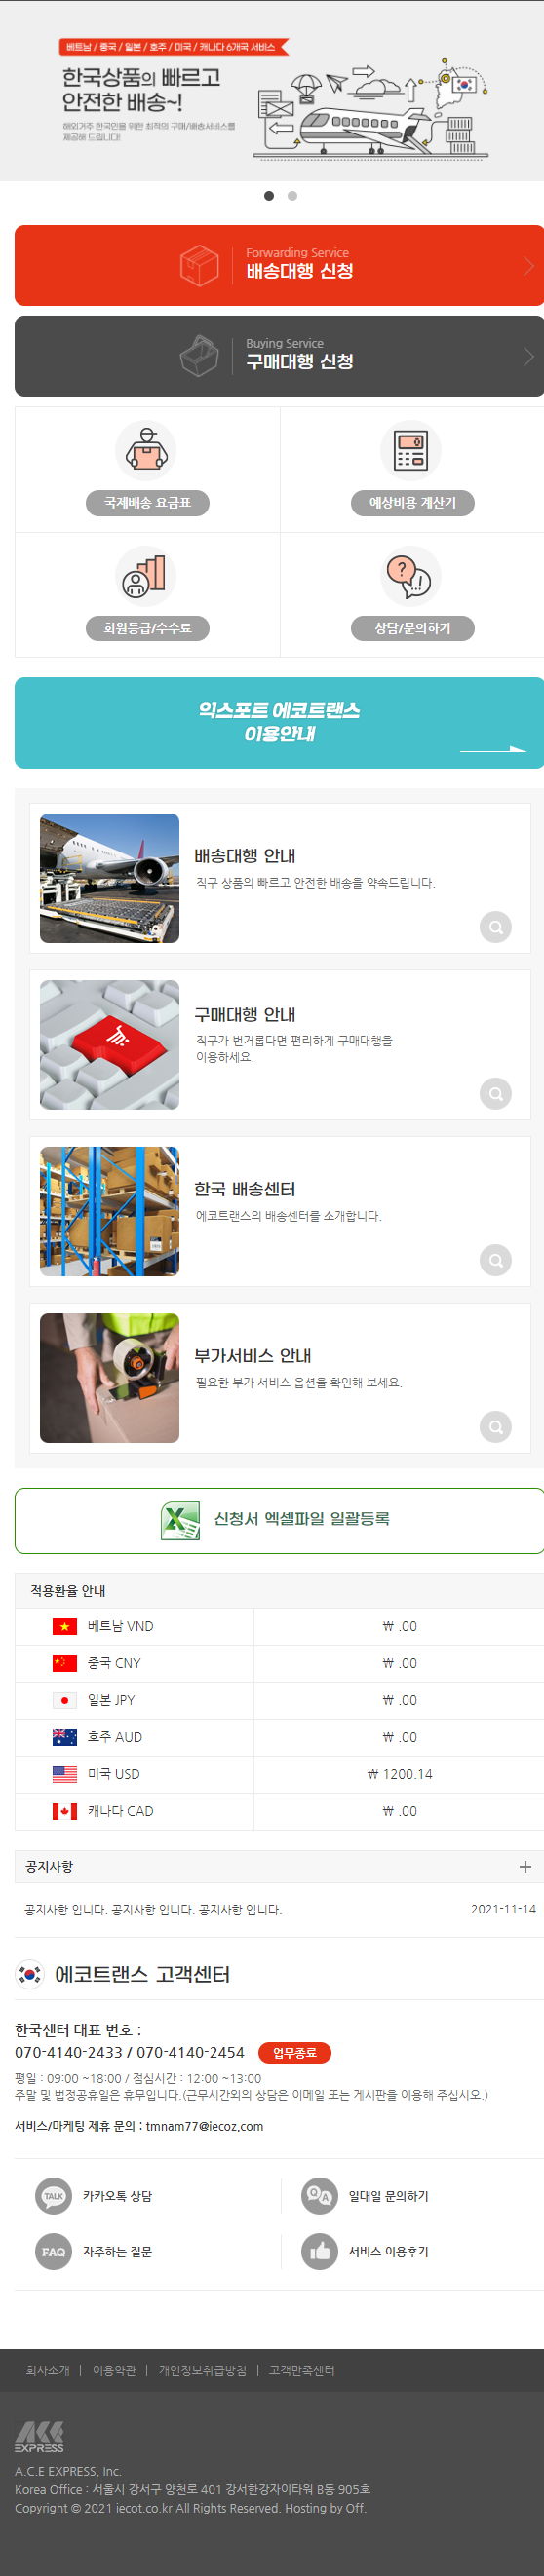 베트남 / 중국 / 일본 / 호주 / 미국 / 캐나다 6개국 서비스
한국상품의 빠르고
안전한 배송~!
해외거주 한국인을 위한 최적의 구매/배송서비스를
제공해 드립니다!
Forwarding Service
배송대행 신청
Buying Service
구매대행 신청
국제배송 요금표
예상비용 계산기
회원등급/수수료
상담/문의하기
익스포트 에코트랜스
이용안내
배송대행 안내
직구 상품의 빠르고 안전한 배송을 약속드립니다.
구매대행 안내
직구가 번거롭다면 편리하게 구매대행을
이용하세요.
한국 배송센터
에코트랜스의 배송센터를 소개합니다.
부가서비스 안내
필요한 부가 서비스 옵션을 확인해 보세요.
신청서 엑셀파일 일괄등록
적용환율 안내
베트남 VND ₩ .00
중국 CNY ₩ .00
일본 JPY ₩ .00
호주 AUD ₩ .00
미국 USD ₩ 1200.14
캐나다 CAD ₩ .00
공지사항
공지사항 입니다. 공지사항 입니다. 공지사항 입니다. 2021-11-14
에코트랜스 고객센터
한국센터 대표 번호 :
070-4140-2433 / 070-4140-2454 업무종료
평일 : 09:00 ~18:00 / 점심시간 : 12:00 ~13:00
주말 및 법정공휴일은 휴무입니다.(근무시간외의 상담은 이메일 또는 게시판을 이용해 주십시오.)
서비스/마케팅 제휴 문의 : tmnam77@iecoz.com
TALK 카카오톡 상담
Q A 일대일 문의하기
FAQ 자주하는 질문
서비스 이용후기
회사소개 | 이용약관 | 개인정보취급방침 | 고객만족센터
ACE
EXPRESS
A.C.E EXPRESS, Inc.
Korea Office : 서울시 강서구 양천로 401 강서한강자이타워 B동 905호
Copyright © 2021 iecot.co.kr All Rights Reserved. Hosting by Off.